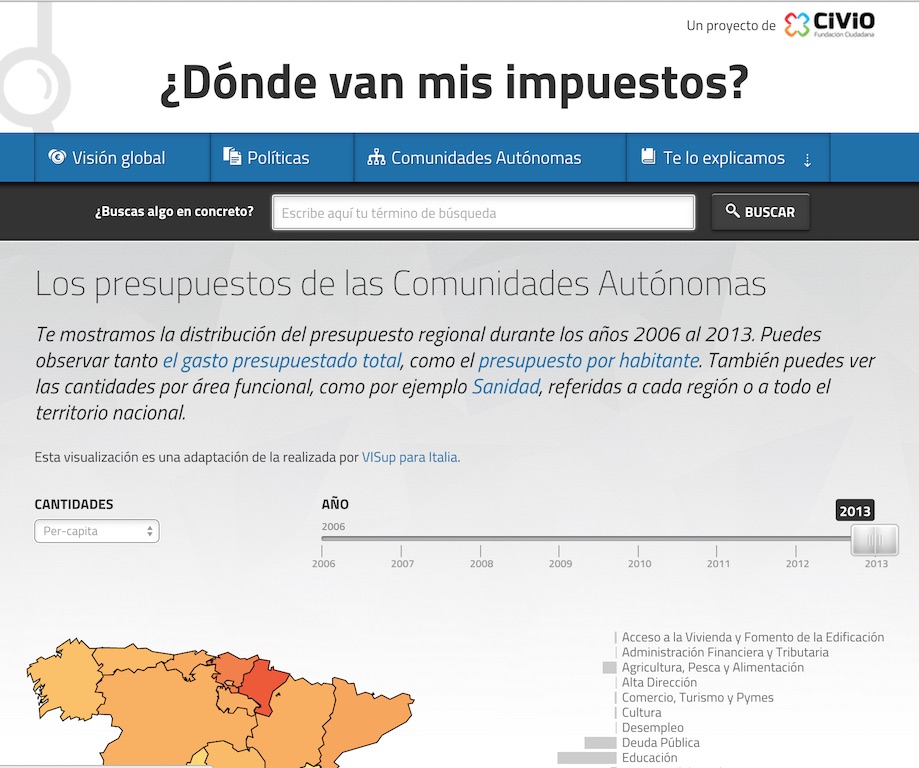 Un proyecto de CiViO
Fundación Ciudadana
¿Dónde van mis impuestos?
Visión global Políticas Comunidades Autónomas Te lo explicamos ↓
¿Buscas algo en concreto? Escribe aquí tu término de búsqueda BUSCAR
Los presupuestos de las Comunidades Autónomas
Te mostramos la distribución del presupuesto regional durante los años 2006 al 2013. Puedes
observar tanto el gasto presupuestado total, como el presupuesto por habitante. También puedes ver
las cantidades por área funcional, como por ejemplo Sanidad, referidas a cada región o a todo el
territorio nacional.
Esta visualización es una adaptación de la realizada por VISup para Italia.
CANTIDADES
Per-capita
AÑO
2013
2006
2006 2007 2008 2009 2010 2011 2012 2013
Acceso a la Vivienda y Fomento de la Edificación
Administración Financiera y Tributaria
Agricultura, Pesca y Alimentación
Alta Dirección
Comercio, Turismo y Pymes
Cultura
Desempleo
Deuda Pública
Educación